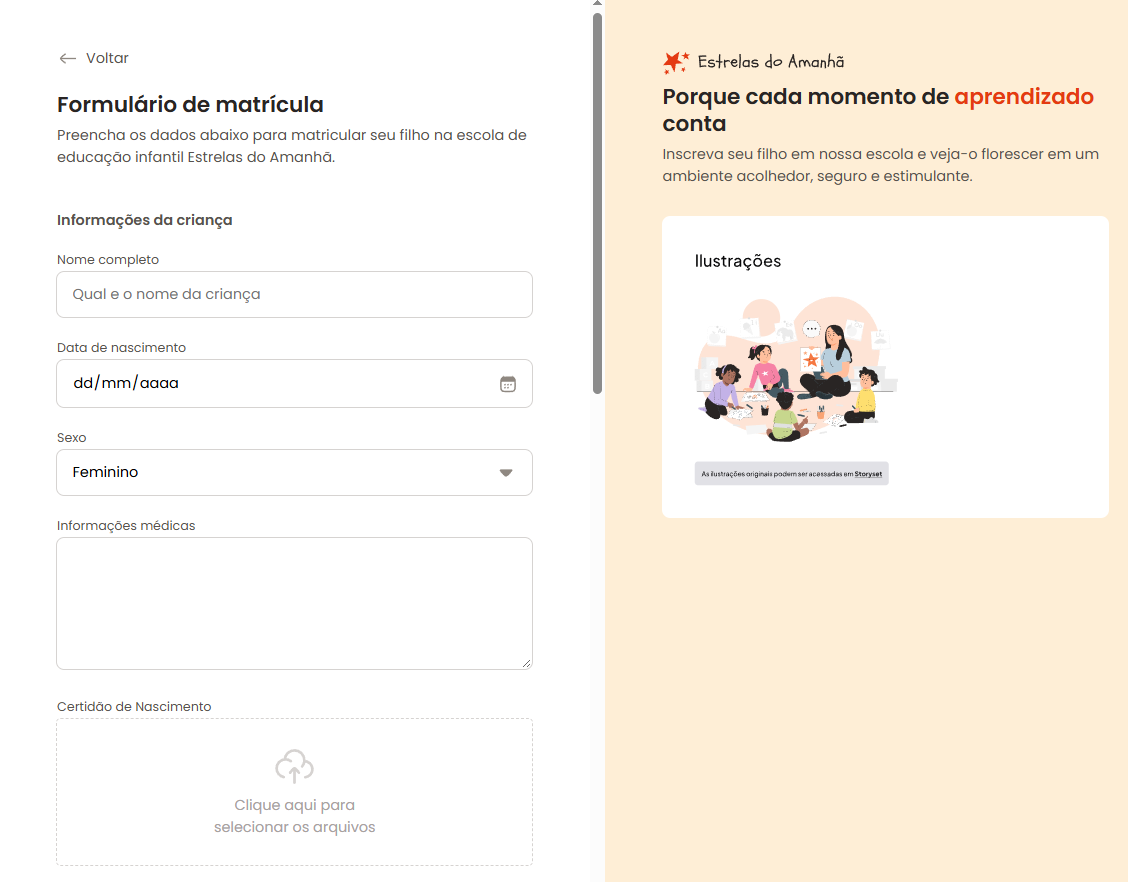 Voltar
Formulário de matrícula
Preencha os dados abaixo para matricular seu filho na escola de
educação infantil Estrelas do Amanhã.
Informações da criança
Nome completo
Qual e o nome da criança
Data de nascimento
dd/mm/aaaa
Sexo
Feminino
Informações médicas
Certidão de Nascimento
Clique aqui para
selecionar os arquivos
Estrelas do Amanhã
Porque cada momento de aprendizado
conta
Inscreva seu filho em nossa escola e veja-o florescer em um
ambiente acolhedor, seguro e estimulante.
Ilustrações
As ilustrações originais podem ser acessadas em Storyset